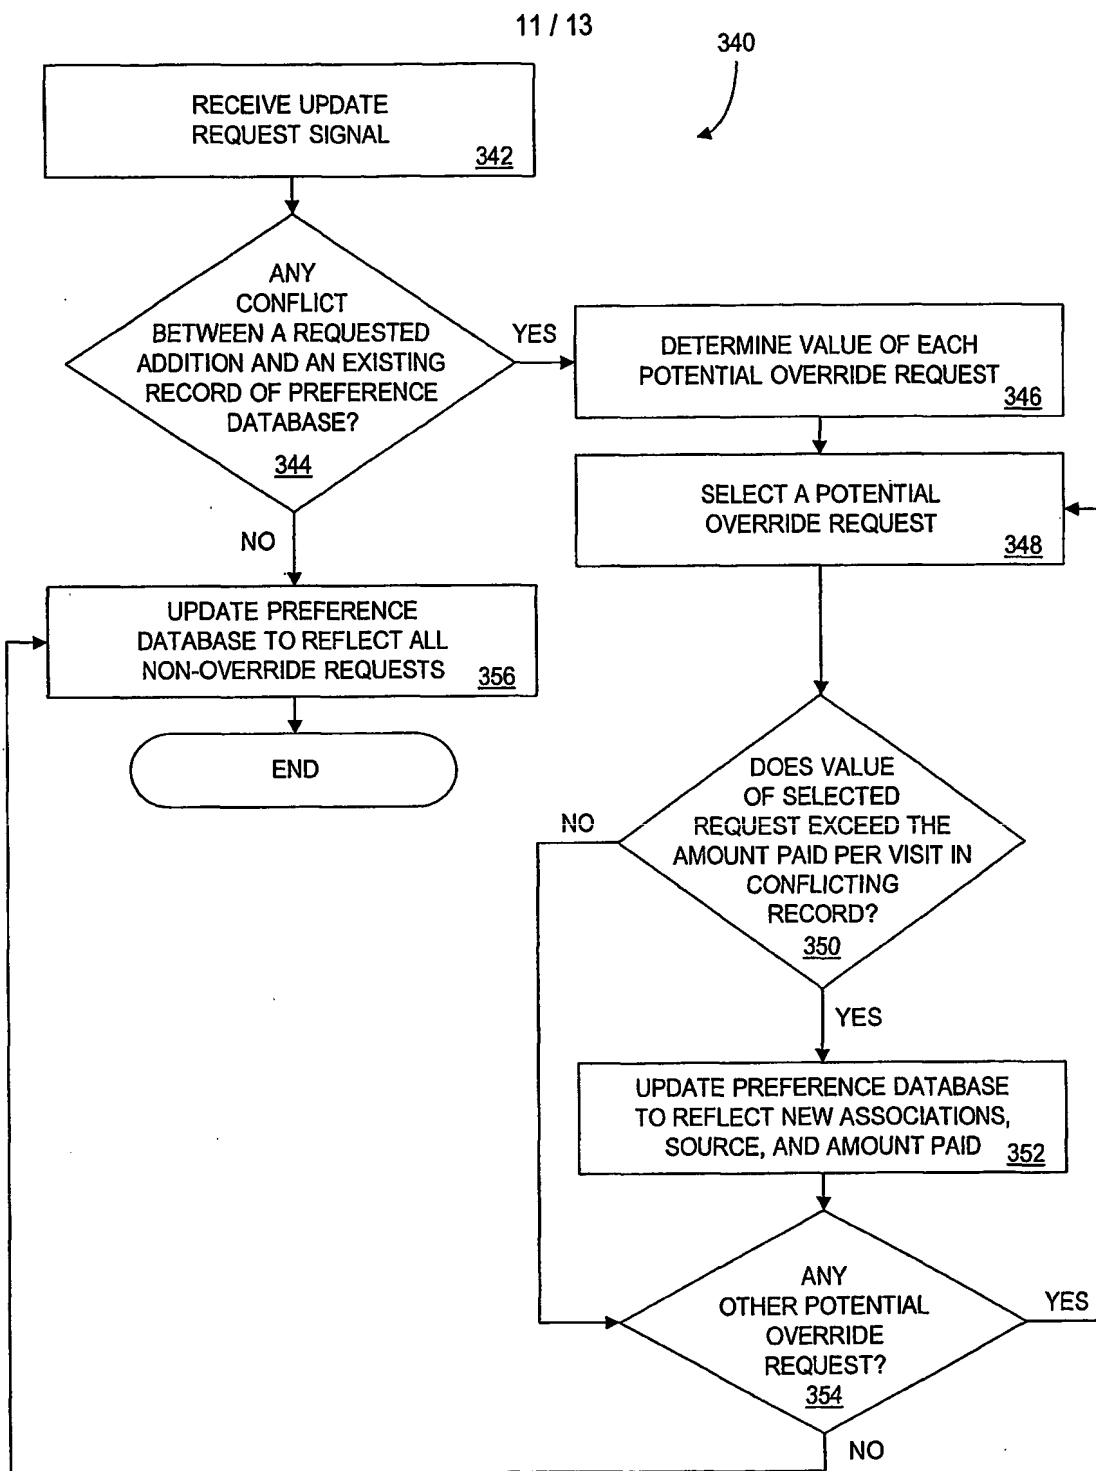 11 / 13
340
RECEIVE UPDATE
REQUEST SIGNAL
342
ANY
CONFLICT
BETWEEN A REQUESTED
ADDITION AND AN EXISTING
RECORD OF PREFERENCE
DATABASE?
344
YES
DETERMINE VALUE OF EACH
POTENTIAL OVERRIDE REQUEST
346
SELECT A POTENTIAL
OVERRIDE REQUEST
348
NO
UPDATE PREFERENCE
DATABASE TO REFLECT ALL
NON-OVERRIDE REQUESTS
356
END
DOES VALUE
OF SELECTED
REQUEST EXCEED THE
AMOUNT PAID PER VISIT IN
CONFLICTING
RECORD?
350
NO
YES
UPDATE PREFERENCE DATABASE
TO REFLECT NEW ASSOCIATIONS,
SOURCE, AND AMOUNT PAID
352
ANY
OTHER POTENTIAL
OVERRIDE
REQUEST?
354
YES
NO